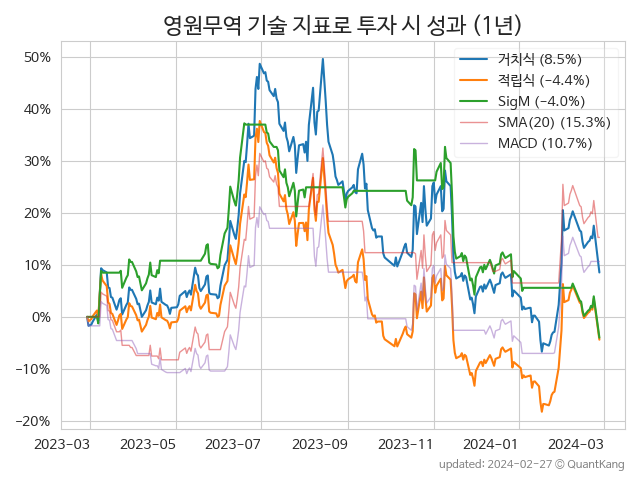 영원무역 기술 지표로 투자 시 성과 (1년)
50%
40%
30%
20%
10%
0%
−10%
−20%
거치식 (8.5%)
적립식 (−4.4%)
SigM (−4.0%)
SMA(20) (15.3%)
MACD (10.7%)
2023-03 2023-05 2023-07 2023-09 2023-11 2024-01 2024-03
updated: 2024-02-27 © QuantKang